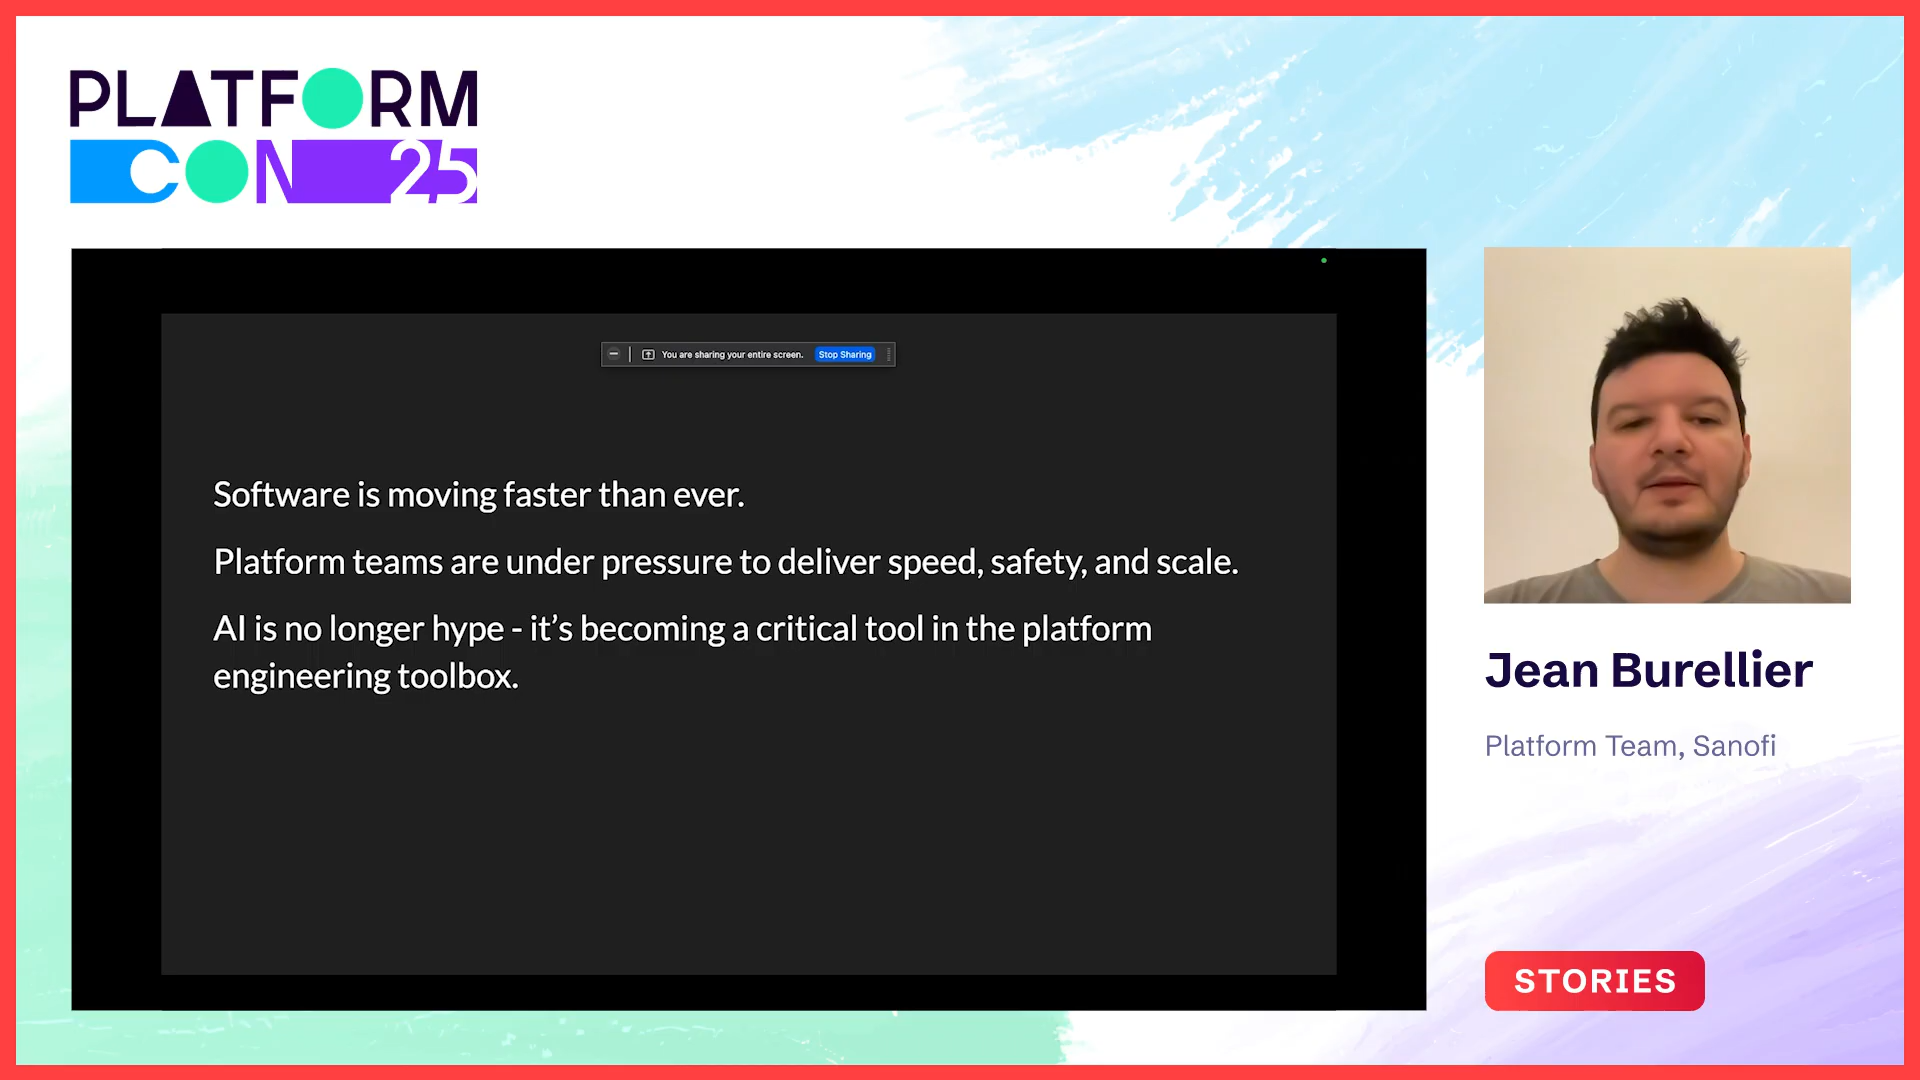 PLATFORM
CON 25
You are sharing your entire screen. Stop Sharing
Software is moving faster than ever.
Platform teams are under pressure to deliver speed, safety, and scale.
AI is no longer hype - it’s becoming a critical tool in the platform
engineering toolbox.
Jean Burellier
Platform Team, Sanofi
STORIES